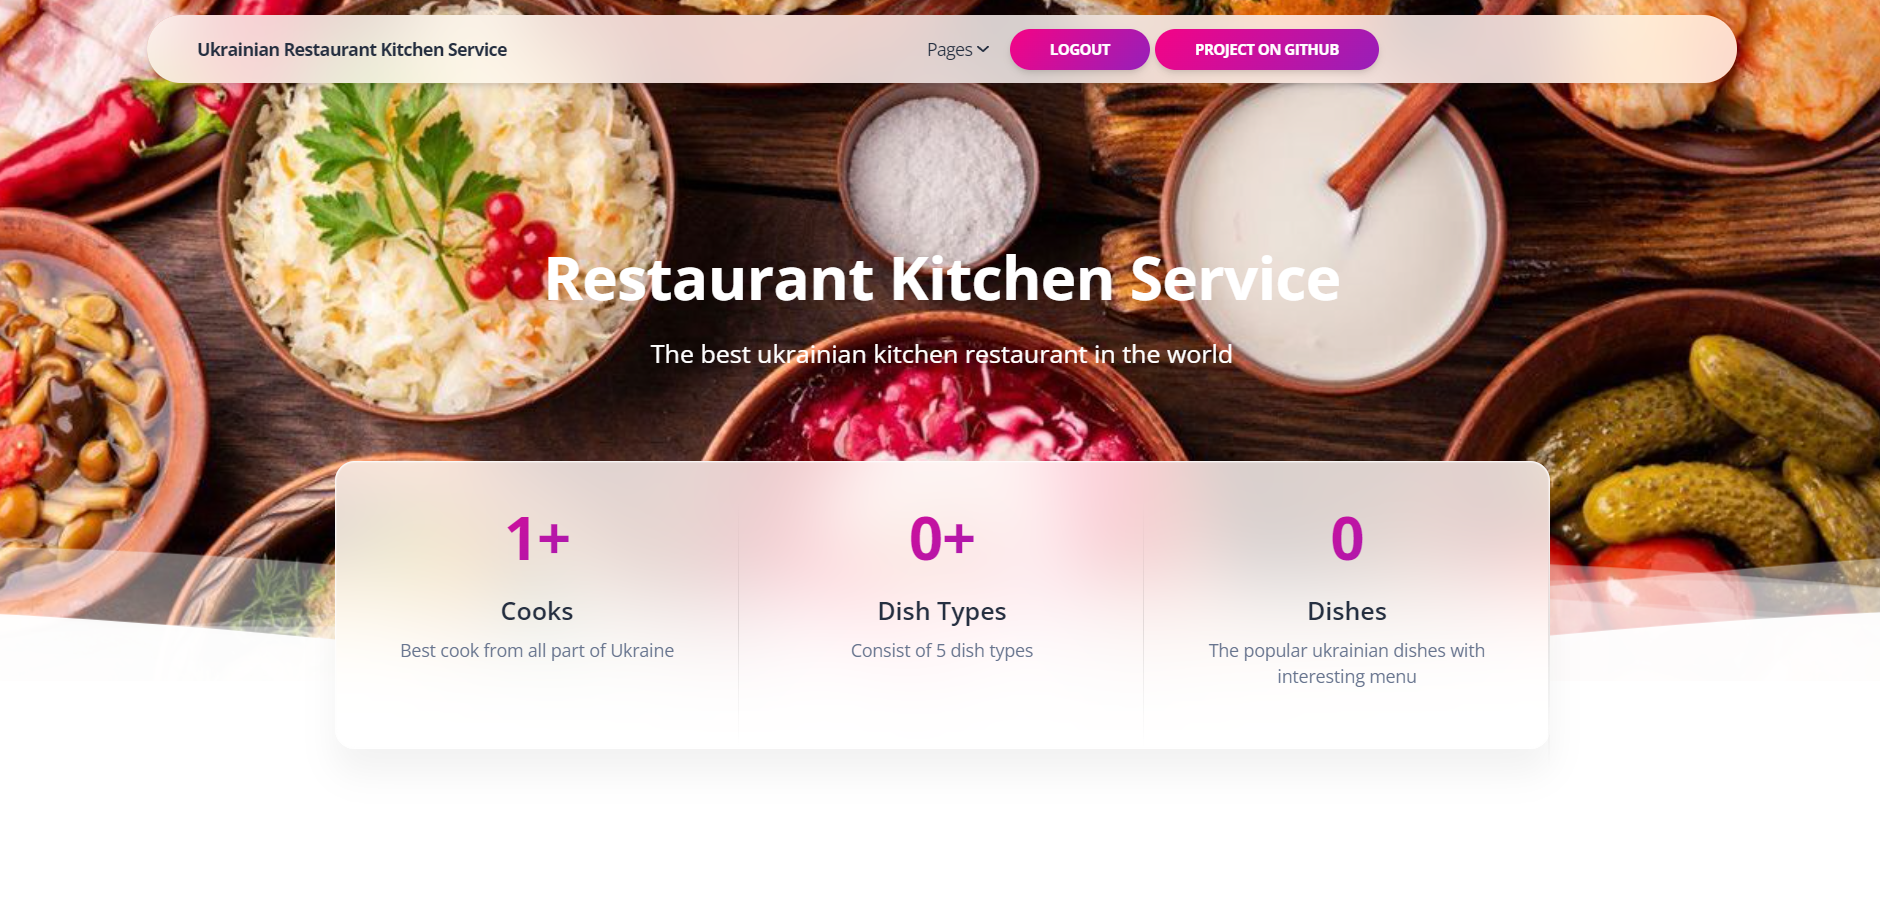 Ukrainian Restaurant Kitchen Service
Pages
LOGOUT
PROJECT ON GITHUB
Restaurant Kitchen Service
The best ukrainian kitchen restaurant in the world
1+
Cooks
Best cook from all part of Ukraine
0+
Dish Types
Consist of 5 dish types
0
Dishes
The popular ukrainian dishes with
interesting menu